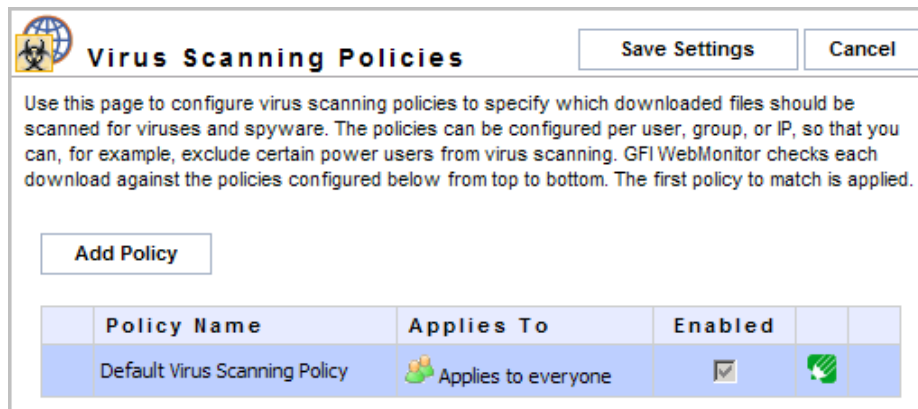 Virus Scanning Policies
Save Settings
Cancel
Use this page to configure virus scanning policies to specify which downloaded files should be
scanned for viruses and spyware. The policies can be configured per user, group, or IP, so that you
can, for example, exclude certain power users from virus scanning. GFI WebMonitor checks each
download against the policies configured below from top to bottom. The first policy to match is applied.
Add Policy
Policy Name Applies To Enabled
Default Virus Scanning Policy Applies to everyone